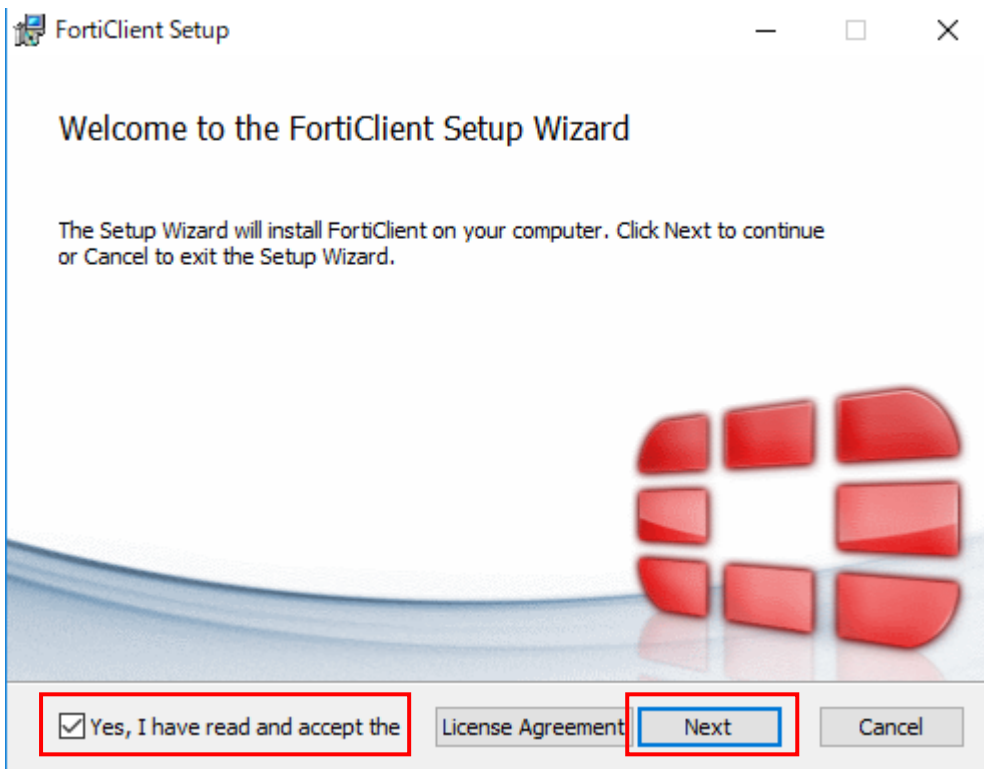 FortiClient Setup
Welcome to the FortiClient Setup Wizard
The Setup Wizard will install FortiClient on your computer. Click Next to continue
or Cancel to exit the Setup Wizard.
Yes, I have read and accept the License Agreement Next Cancel